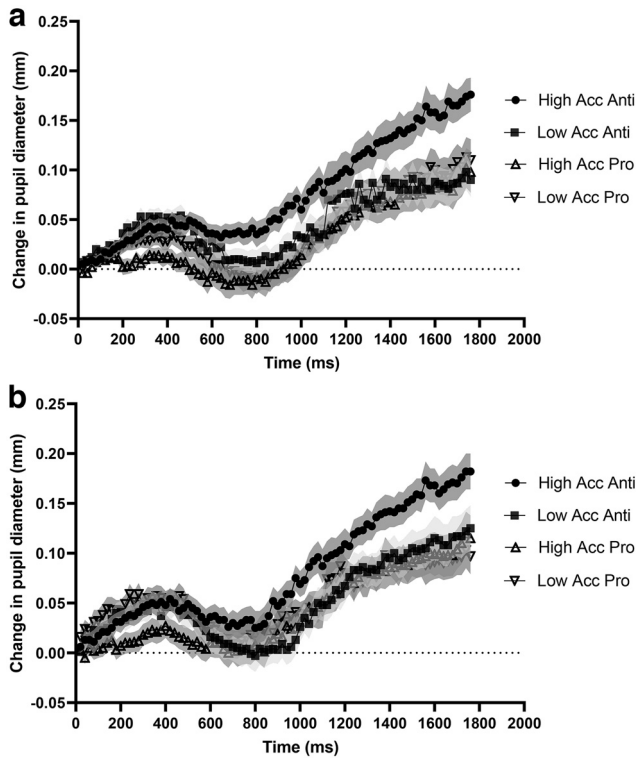 a
0.25
0.20
0.15
0.10
0.05
0.00
-0.05
Change in pupil diameter (mm)
0 200 400 600 800 1000 1200 1400 1600 1800 2000
Time (ms)
High Acc Anti
Low Acc Anti
High Acc Pro
Low Acc Pro
b
0.25
0.20
0.15
0.10
0.05
0.00
-0.05
Change in pupil diameter (mm)
0 200 400 600 800 1000 1200 1400 1600 1800 2000
Time (ms)
High Acc Anti
Low Acc Anti
High Acc Pro
Low Acc Pro